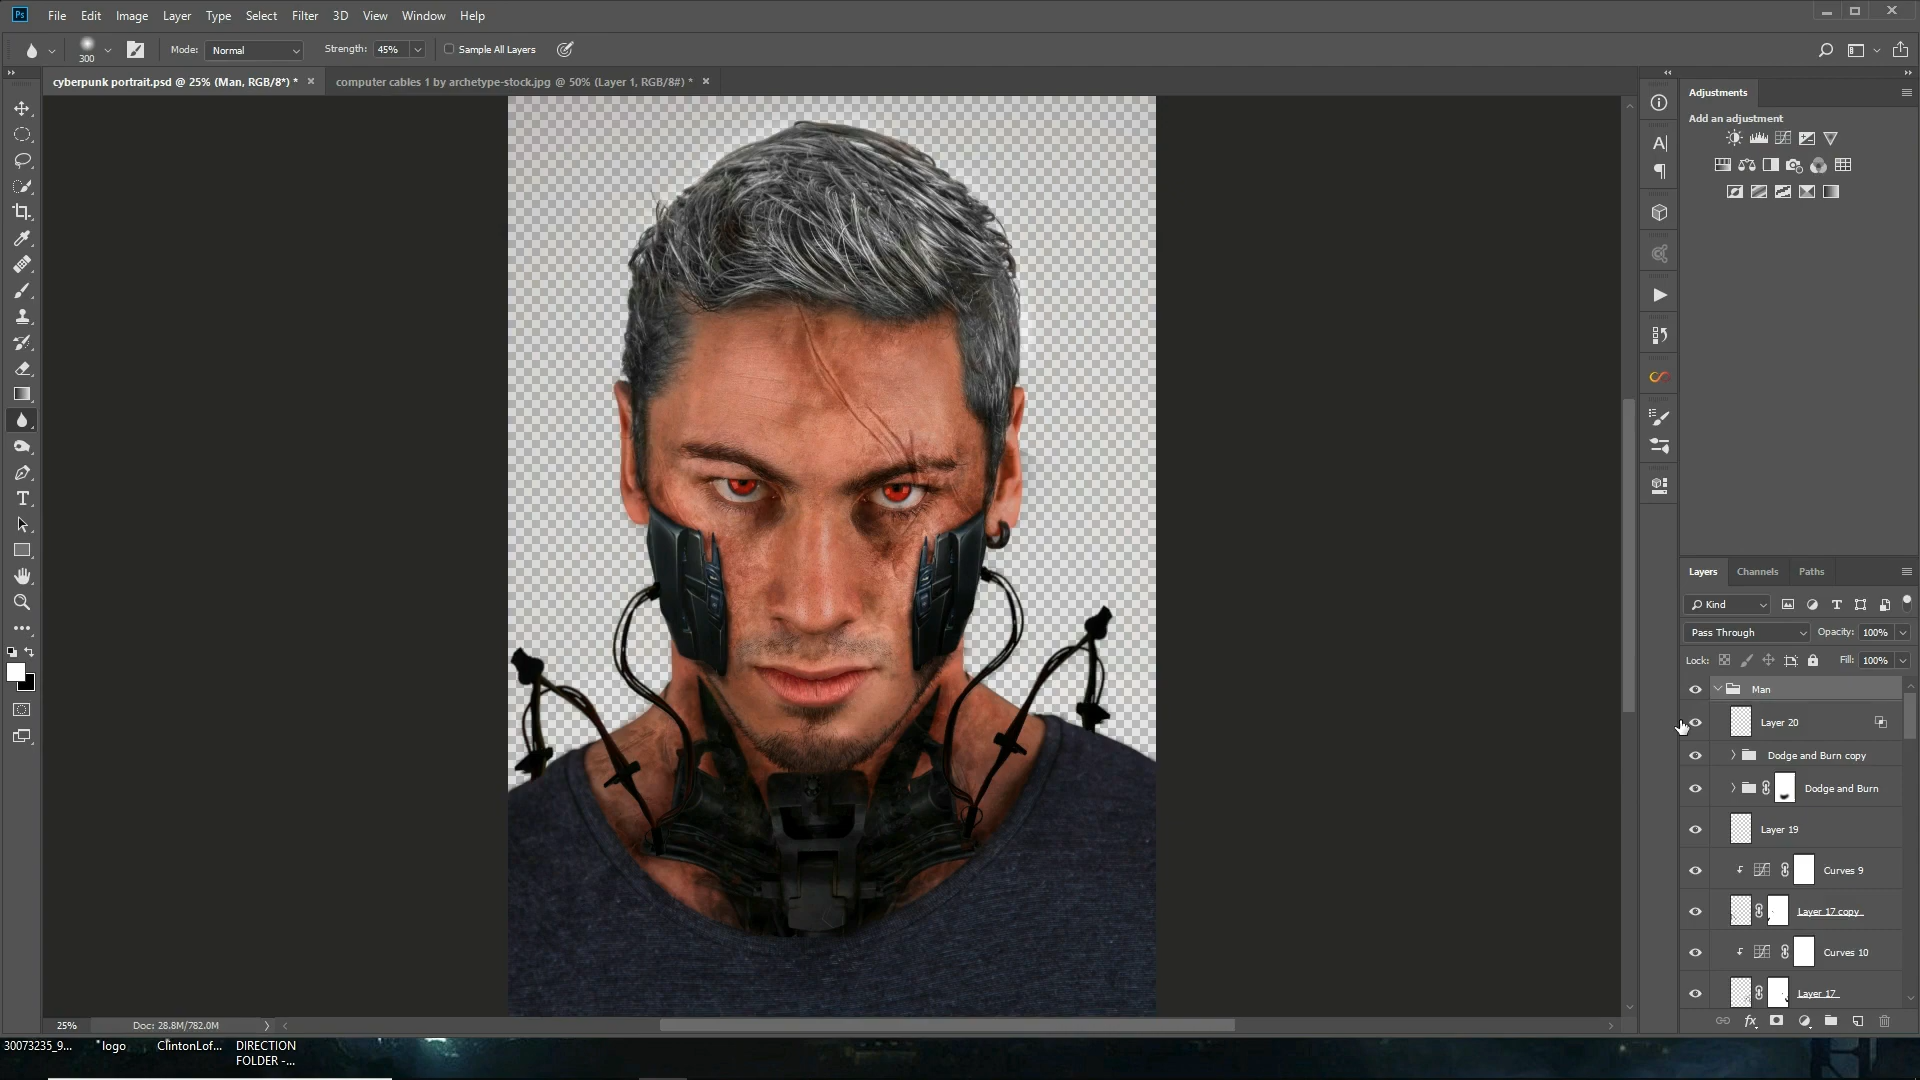 Ps File Edit Image Layer Type Select Filter 3D View Window Help
300 Mode: Normal Strength: 45% Sample All Layers
cyberpunk portrait.psd @ 25% (Man, RGB/8*) * × computer cables 1 by archetype-stock.jpg @ 50% (Layer 1, RGB/8#) * ×
Adjustments
Add an adjustment
Layers Channels Paths
Kind
Pass Through Opacity: 100%
Lock: Fill: 100%
Man
Layer 20
Dodge and Burn copy
Dodge and Burn
Layer 19
Curves 9
Layer 17 copy
Curves 10
Layer 17
25% Doc: 28.8M/782.0M
30073235_9... logo ClintonLof... DIRECTION
FOLDER -...